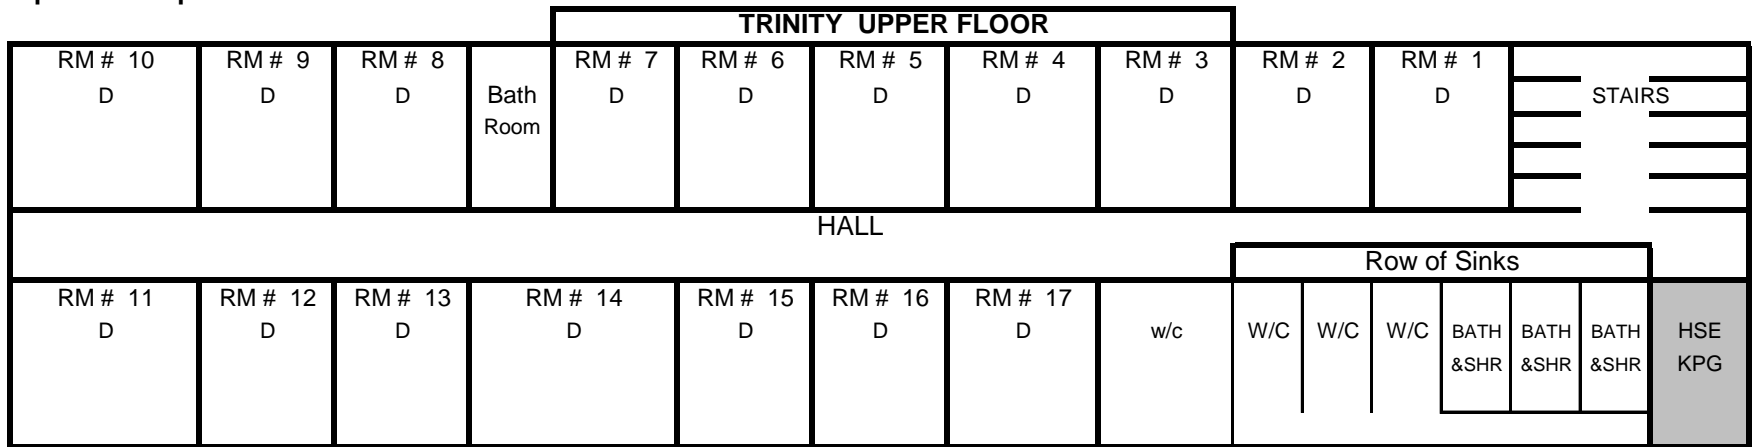 TRINITY UPPER FLOOR
RM # 10 RM # 9 RM # 8 RM # 7 RM # 6 RM # 5 RM # 4 RM # 3 RM # 2 RM # 1
D D D Bath D D D D D D D STAIRS
Room
HALL
Row of Sinks
RM # 11 RM # 12 RM # 13 RM # 14 RM # 15 RM # 16 RM # 17
D D D D D D D w/c W/C W/C W/C BATH BATH BATH HSE
&SHR &SHR &SHR KPG